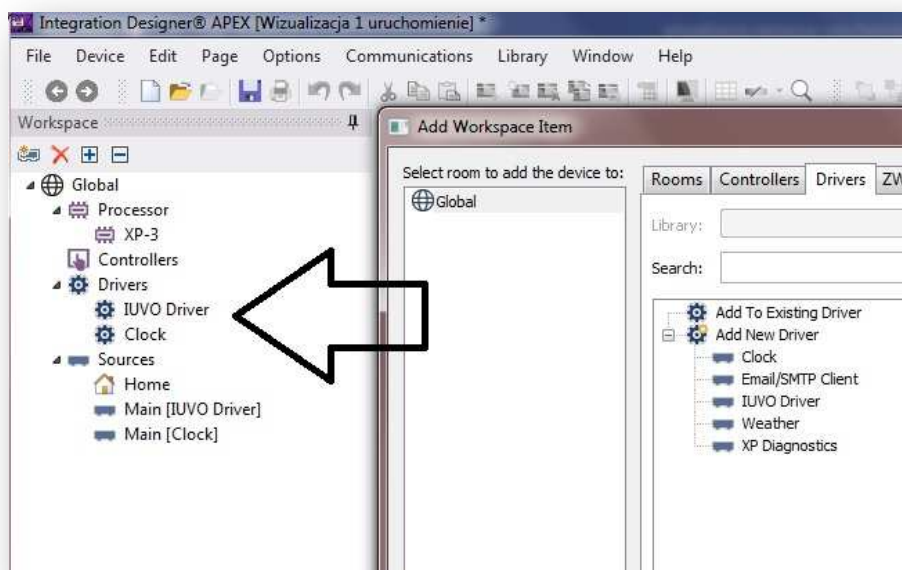 Integration Designer® APEX [Wizualizacja 1 uruchomienie] *
File Device Edit Page Options Communications Library Window Help
Workspace
Global
Processor
XP-3
Controllers
Drivers
IUVO Driver
Clock
Sources
Home
Main [IUVO Driver]
Main [Clock]
Add Workspace Item
Select room to add the device to:
Global
Rooms Controllers Drivers ZW
Library:
Search:
Add To Existing Driver
Add New Driver
Clock
Email/SMTP Client
IUVO Driver
Weather
XP Diagnostics